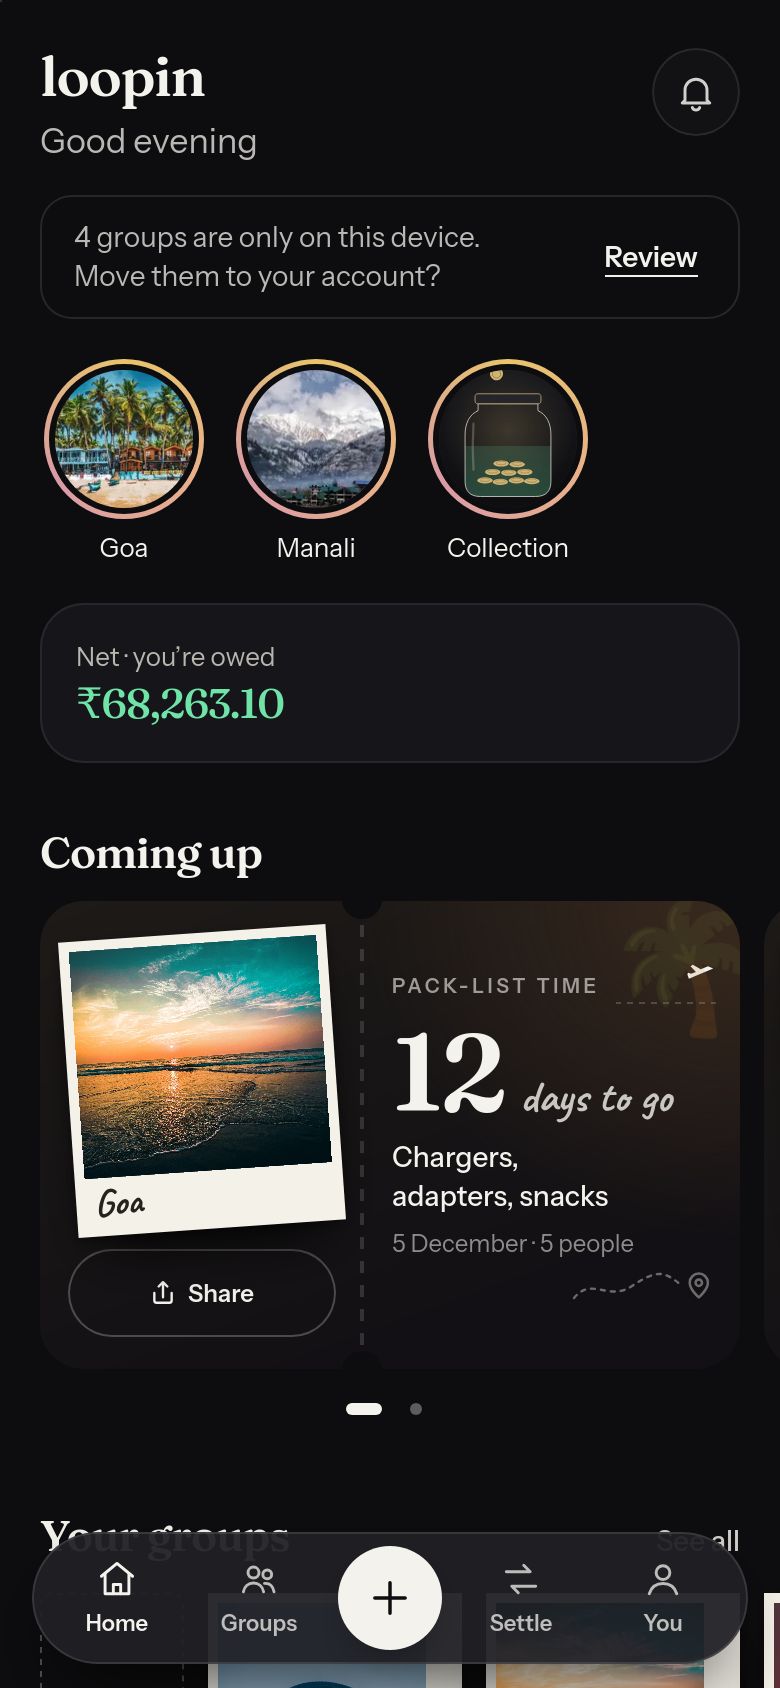 loopin
Good evening
4 groups are only on this device.
Move them to your account?
Review
Goa
Manali
Collection
Net · you’re owed
₹68,263.10
Coming up
PACK-LIST TIME
12 days to go
Chargers,
adapters, snacks
5 December · 5 people
Goa
Share
Your groups
See all
Home
Groups
Settle
You